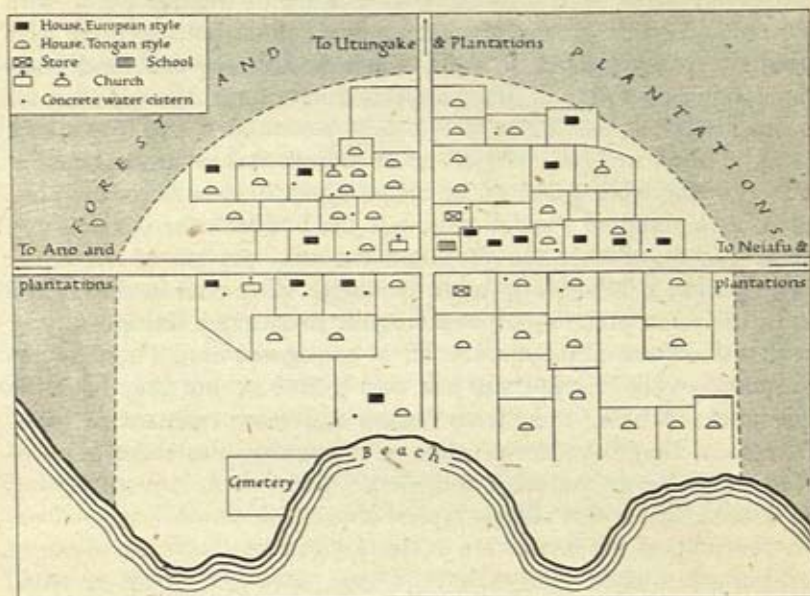 House, European style
House, Tongan style
Store School
Church
Concrete water cistern
To Utungake & Plantations
FOREST AND PLANTATIONS
To Ano and
plantations
To Neiafu &
plantations
Beach
Cemetery